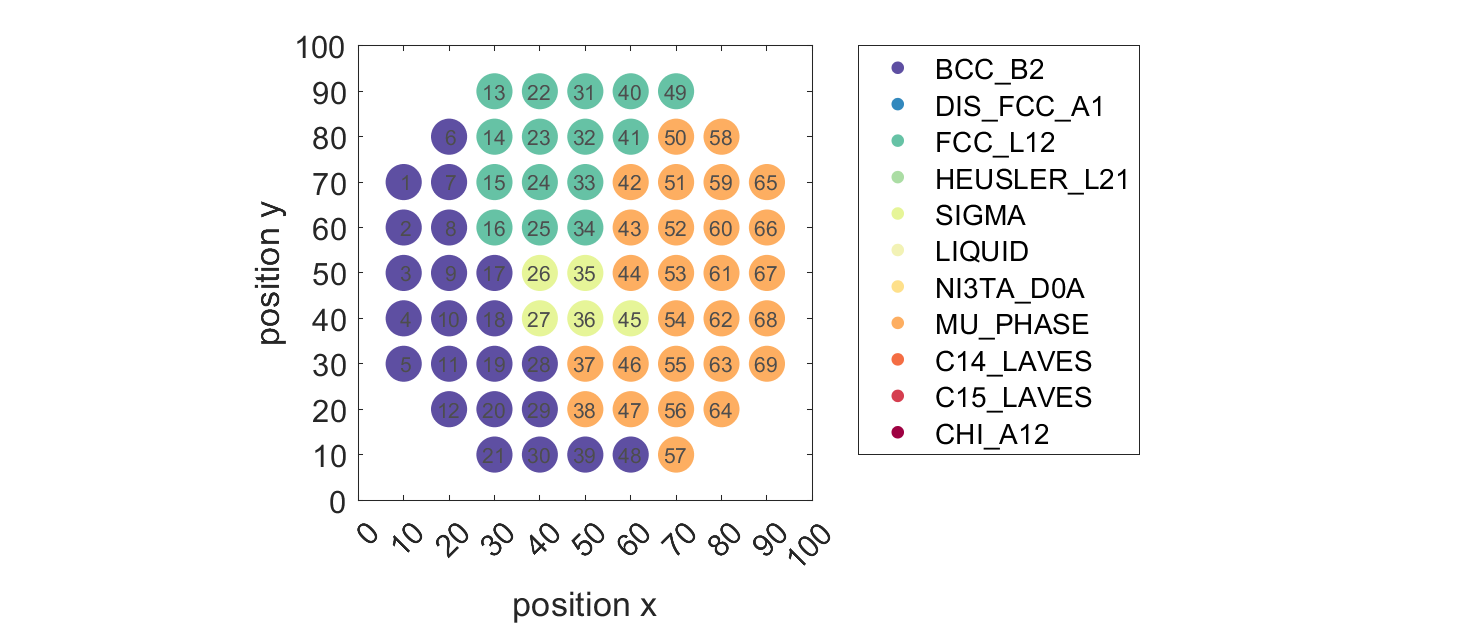 100
90
80
70
60
50
40
30
20
10
0
position y
13 22 31 40 49
6 14 23 32 41 50 58
1 7 15 24 33 42 51 59 65
2 8 16 25 34 43 52 60 66
3 9 17 26 35 44 53 61 67
4 10 18 27 36 45 54 62 68
5 11 19 28 37 46 55 63 69
12 20 29 38 47 56 64
21 30 39 48 57
0 10 20 30 40 50 60 70 80 90 100
position x
BCC_B2
DIS_FCC_A1
FCC_L12
HEUSLER_L21
SIGMA
LIQUID
NI3TA_D0A
MU_PHASE
C14_LAVES
C15_LAVES
CHI_A12